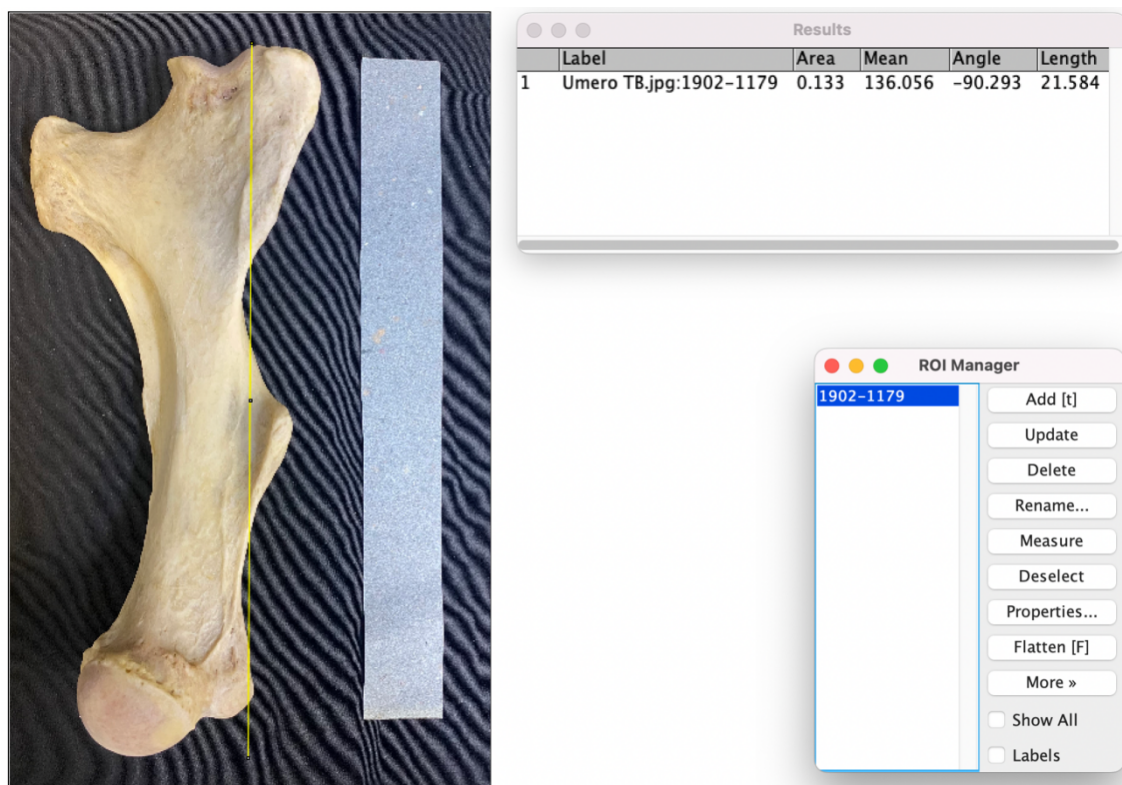 Results
Label Area Mean Angle Length
1 Umero TB.jpg:1902-1179 0.133 136.056 -90.293 21.584
ROI Manager
1902-1179
Add [t]
Update
Delete
Rename...
Measure
Deselect
Properties...
Flatten [F]
More »
Show All
Labels